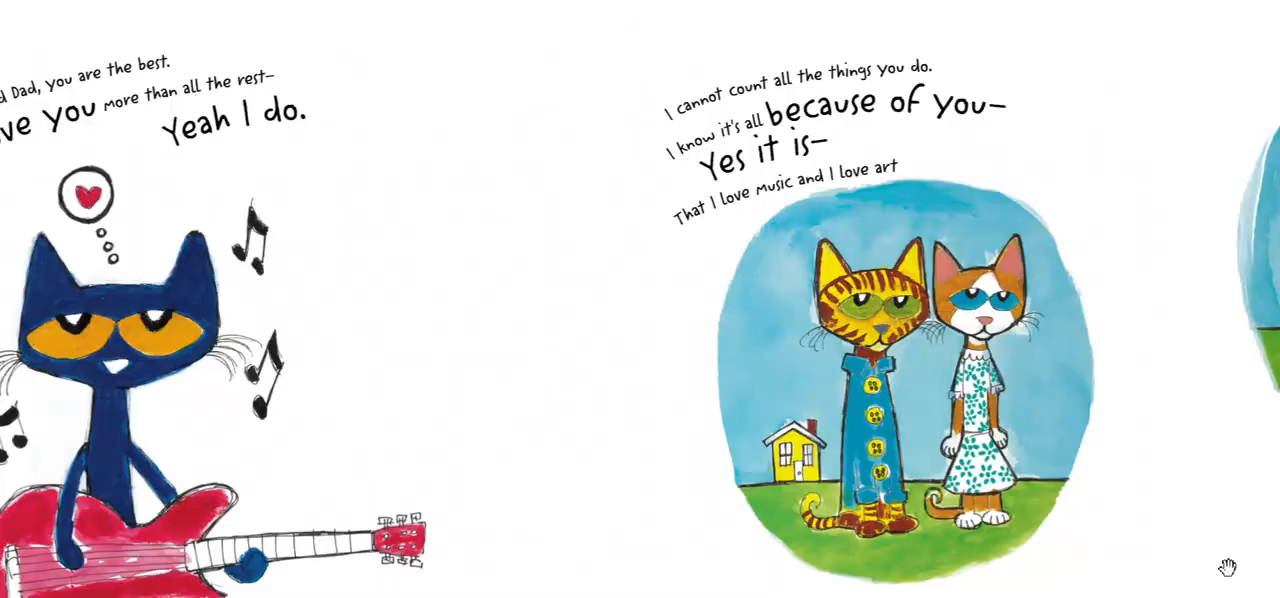 Dad, you are the best.
you more than all the rest—
Yeah I do.
I cannot count all the things you do.
I know it's all because of you—
Yes it is—
That I love music and I love art